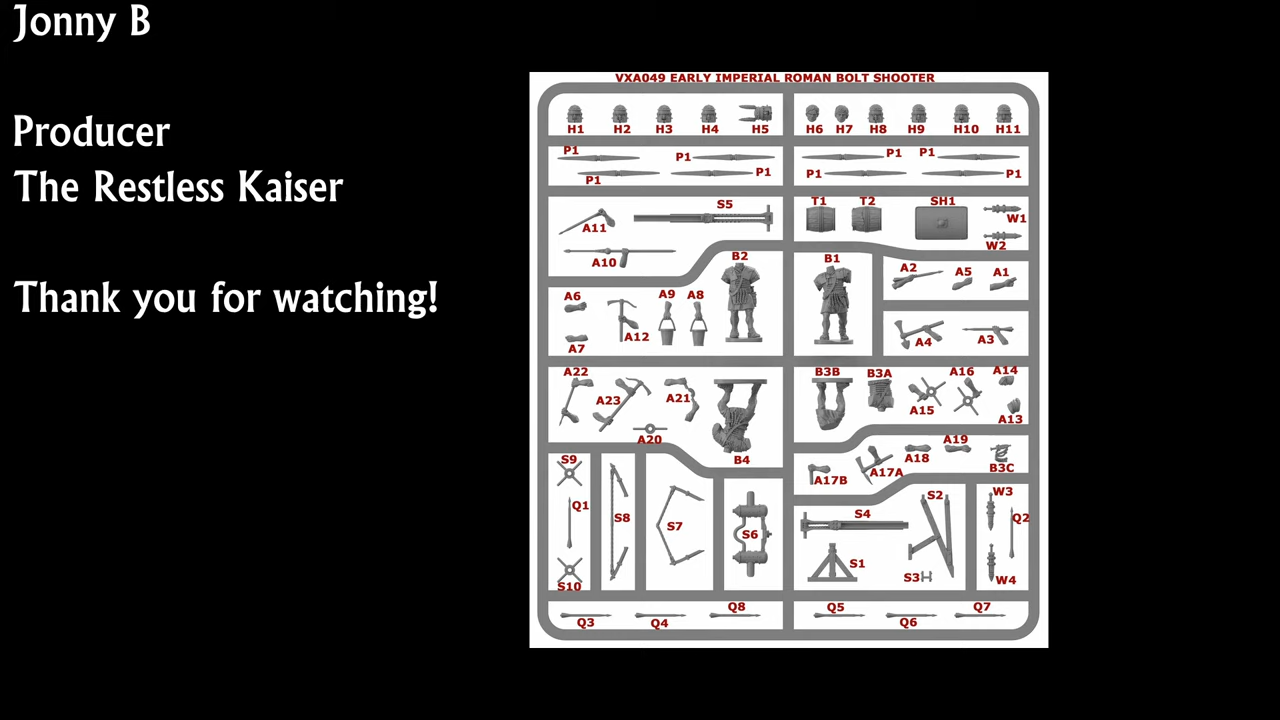 Jonny B
Producer
The Restless Kaiser
Thank you for watching!
VXA049 EARLY IMPERIAL ROMAN BOLT SHOOTER
H1 H2 H3 H4 H5 H6 H7 H8 H9 H10 H11
P1 P1 P1 P1
P1 P1 P1 P1
S5 T1 T2 SH1 W1
A11 W2
A10 B2 B1 A2 A5 A1
A6 A9 A8
A12 A4 A3
A7
A22 B3B B3A A16 A14
A23 A21 A15 A13
A20 A18 A19
B4 A17B A17A B3C
S9 S2 W3
Q1 S8 S7 S6 S4 Q2
S1
S10 S3 W4
Q8 Q5 Q7
Q3 Q4 Q6